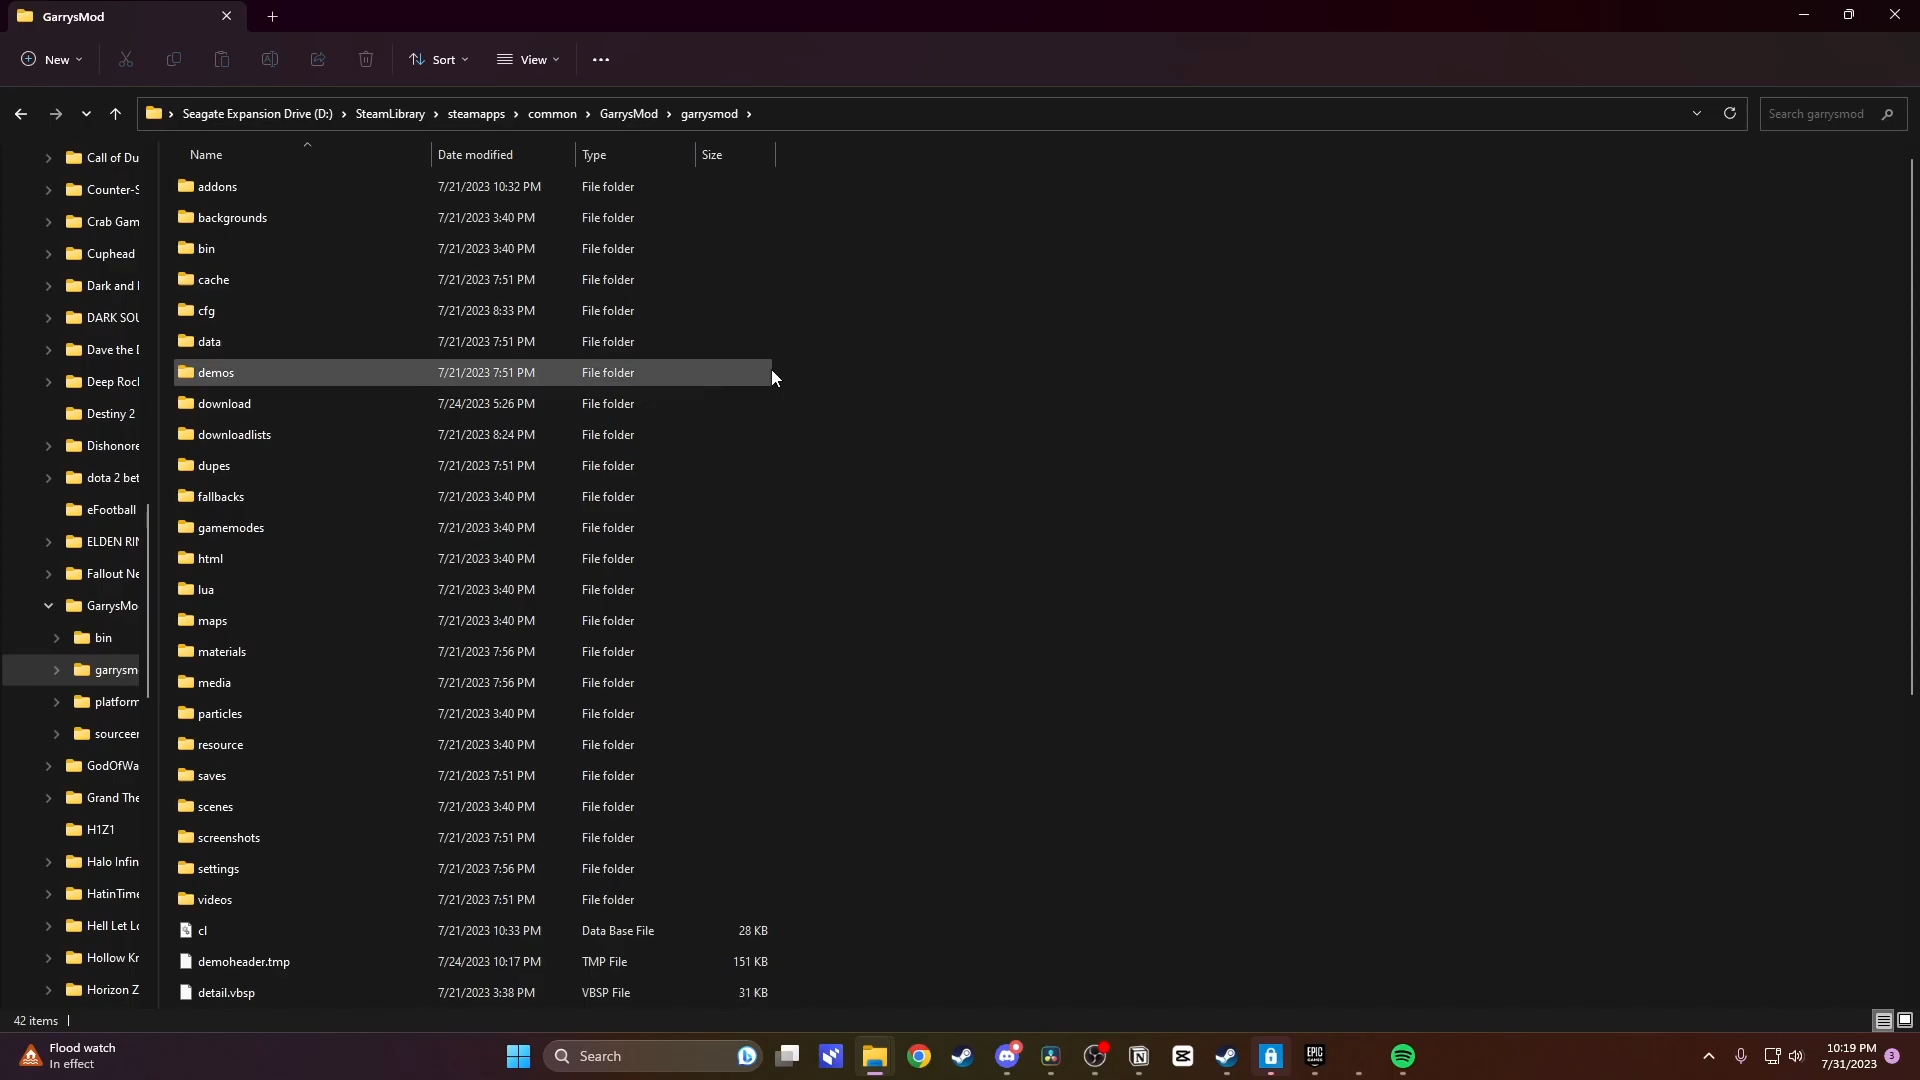 GarrysMod
New
Sort
View
Seagate Expansion Drive (D:) > SteamLibrary > steamapps > common > GarrysMod > garrysmod >
Search garrysmod
Name Date modified Type Size
Call of Du
Counter-S
Crab Gam
Cuphead
Dark and
DARK SOU
Dave the D
Deep Rock
Destiny 2
Dishonore
dota 2 bet
eFootball
ELDEN RIN
Fallout Ne
GarrysMo
bin
garrysm
platform
sourceen
GodOfWa
Grand The
H1Z1
Halo Infin
HatinTime
Hell Let Lo
Hollow Kn
Horizon Z
addons 7/21/2023 10:32 PM File folder
backgrounds 7/21/2023 3:40 PM File folder
bin 7/21/2023 3:40 PM File folder
cache 7/21/2023 7:51 PM File folder
cfg 7/21/2023 8:33 PM File folder
data 7/21/2023 7:51 PM File folder
demos 7/21/2023 7:51 PM File folder
download 7/24/2023 5:26 PM File folder
downloadlists 7/21/2023 8:24 PM File folder
dupes 7/21/2023 7:51 PM File folder
fallbacks 7/21/2023 3:40 PM File folder
gamemodes 7/21/2023 3:40 PM File folder
html 7/21/2023 3:40 PM File folder
lua 7/21/2023 3:40 PM File folder
maps 7/21/2023 3:40 PM File folder
materials 7/21/2023 7:56 PM File folder
media 7/21/2023 7:56 PM File folder
particles 7/21/2023 3:40 PM File folder
resource 7/21/2023 3:40 PM File folder
saves 7/21/2023 7:51 PM File folder
scenes 7/21/2023 3:40 PM File folder
screenshots 7/21/2023 7:51 PM File folder
settings 7/21/2023 7:56 PM File folder
videos 7/21/2023 7:51 PM File folder
cl 7/21/2023 10:33 PM Data Base File 28 KB
demoheader.tmp 7/24/2023 10:17 PM TMP File 151 KB
detail.vbsp 7/21/2023 3:38 PM VBSP File 31 KB
42 items
Flood watch
In effect
Search
EPIC
GAMES
10:19 PM
7/31/2023
3